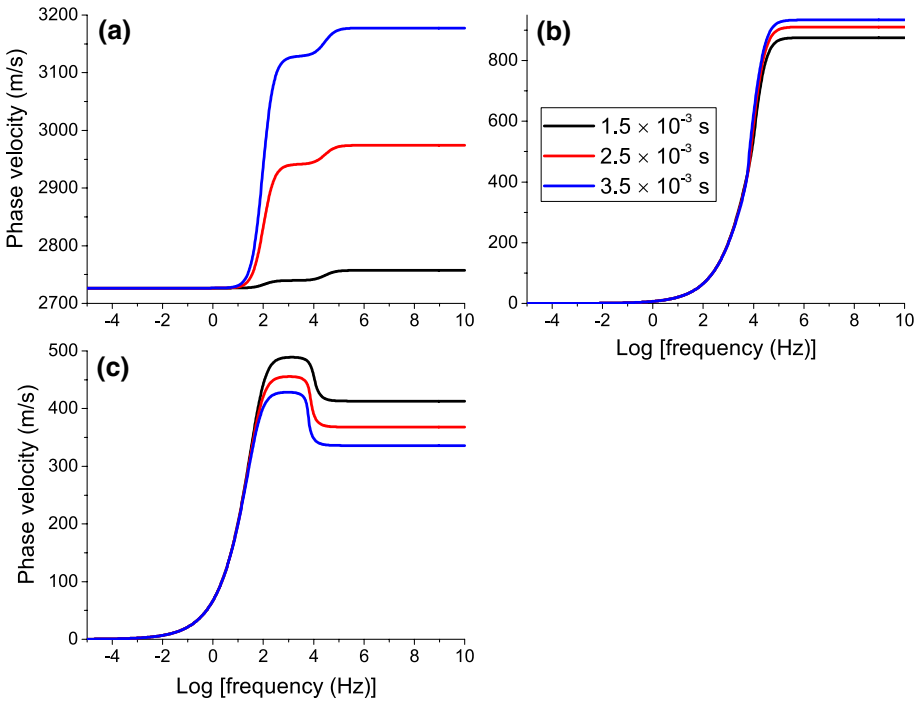 (a)
Phase velocity (m/s)
3200
3100
3000
2900
2800
2700
-4 -2 0 2 4 6 8 10
(b)
800
600
400
200
0
1.5 × 10⁻³ s
2.5 × 10⁻³ s
3.5 × 10⁻³ s
-4 -2 0 2 4 6 8 10
Log [frequency (Hz)]
(c)
Phase velocity (m/s)
500
400
300
200
100
0
-4 -2 0 2 4 6 8 10
Log [frequency (Hz)]